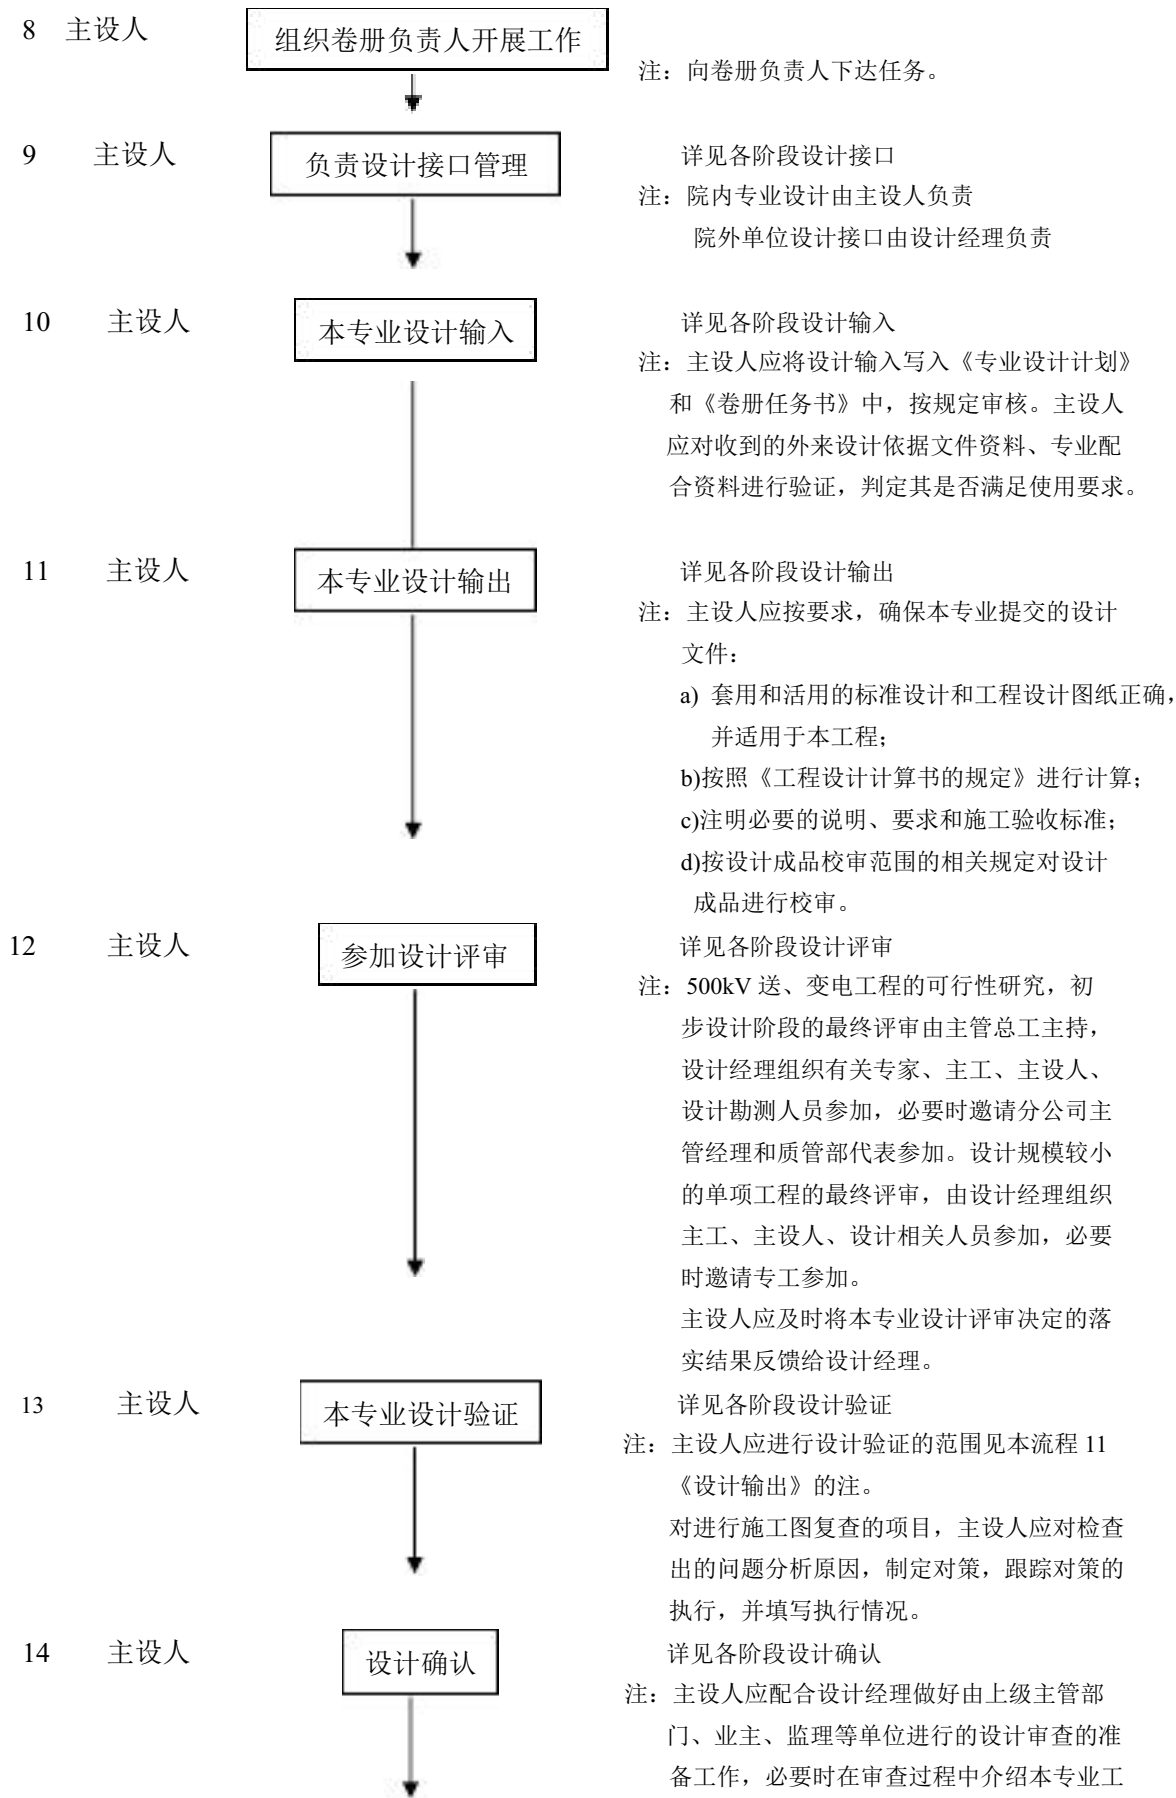 8 主设人 组织卷册负责人开展工作
注：向卷册负责人下达任务。
9 主设人 负责设计接口管理 详见各阶段设计接口
注：院内专业设计由主设人负责
院外单位设计接口由设计经理负责
10 主设人 本专业设计输入 详见各阶段设计输入
注：主设人应将设计输入写入《专业设计计划》
和《卷册任务书》中，按规定审核。主设人
应对收到的外来设计依据文件资料、专业配
合资料进行验证，判定其是否满足使用要求。
11 主设人 本专业设计输出 详见各阶段设计输出
注：主设人应按要求，确保本专业提交的设计
文件：
a) 套用和活用的标准设计和工程设计图纸正确，
并适用于本工程；
b)按照《工程设计计算书的规定》进行计算；
c)注明必要的说明、要求和施工验收标准；
d)按设计成品校审范围的相关规定对设计
成品进行校审。
12 主设人 参加设计评审 详见各阶段设计评审
注：500kV 送、变电工程的可行性研究，初
步设计阶段的最终评审由主管总工主持，
设计经理组织有关专家、主工、主设人、
设计勘测人员参加，必要时邀请分公司主
管经理和质管部代表参加。设计规模较小
的单项工程的最终评审，由设计经理组织
主工、主设人、设计相关人员参加，必要
时邀请专工参加。
主设人应及时将本专业设计评审决定的落
实结果反馈给设计经理。
13 主设人 本专业设计验证 详见各阶段设计验证
注：主设人应进行设计验证的范围见本流程 11
《设计输出》的注。
对进行施工图复查的项目，主设人应对检查
出的问题分析原因，制定对策，跟踪对策的
执行，并填写执行情况。
14 主设人 设计确认 详见各阶段设计确认
注：主设人应配合设计经理做好由上级主管部
门、业主、监理等单位进行的设计审查的准
备工作，必要时在审查过程中介绍本专业工